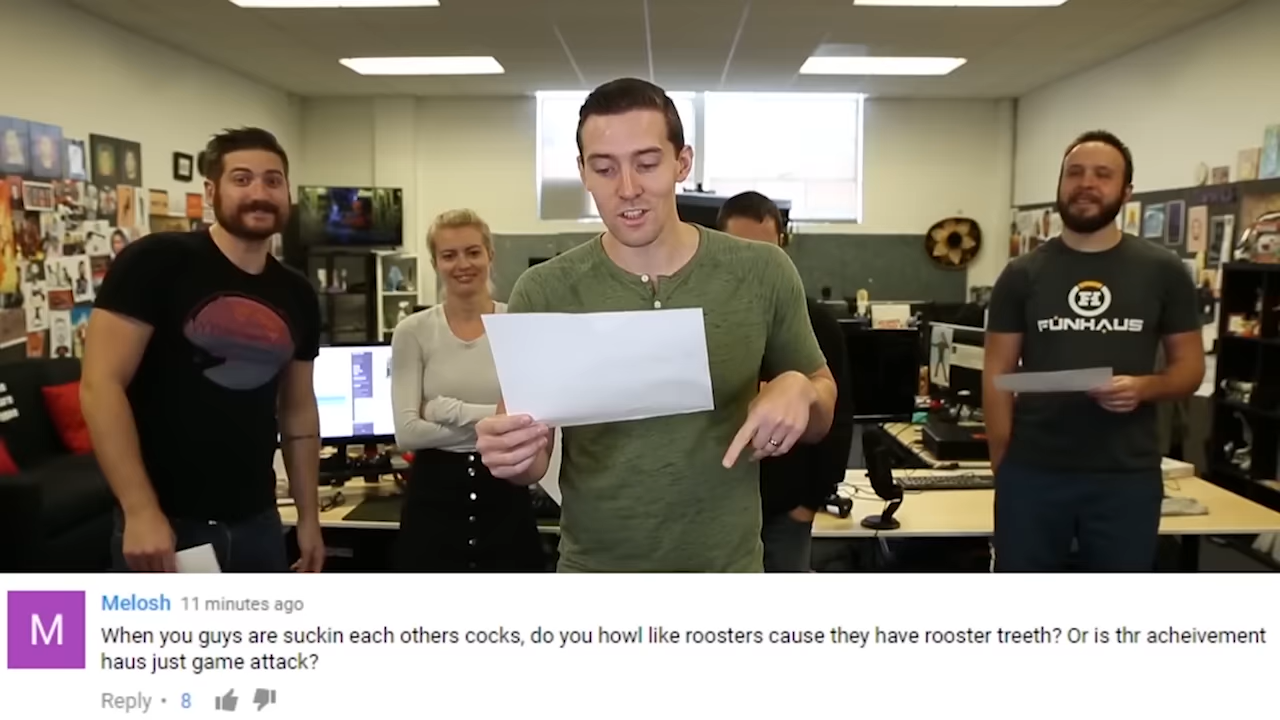 FUNHAUS
M
Melosh 11 minutes ago
When you guys are suckin each others cocks, do you howl like roosters cause they have rooster treeth? Or is thr acheivement
haus just game attack?
Reply • 8